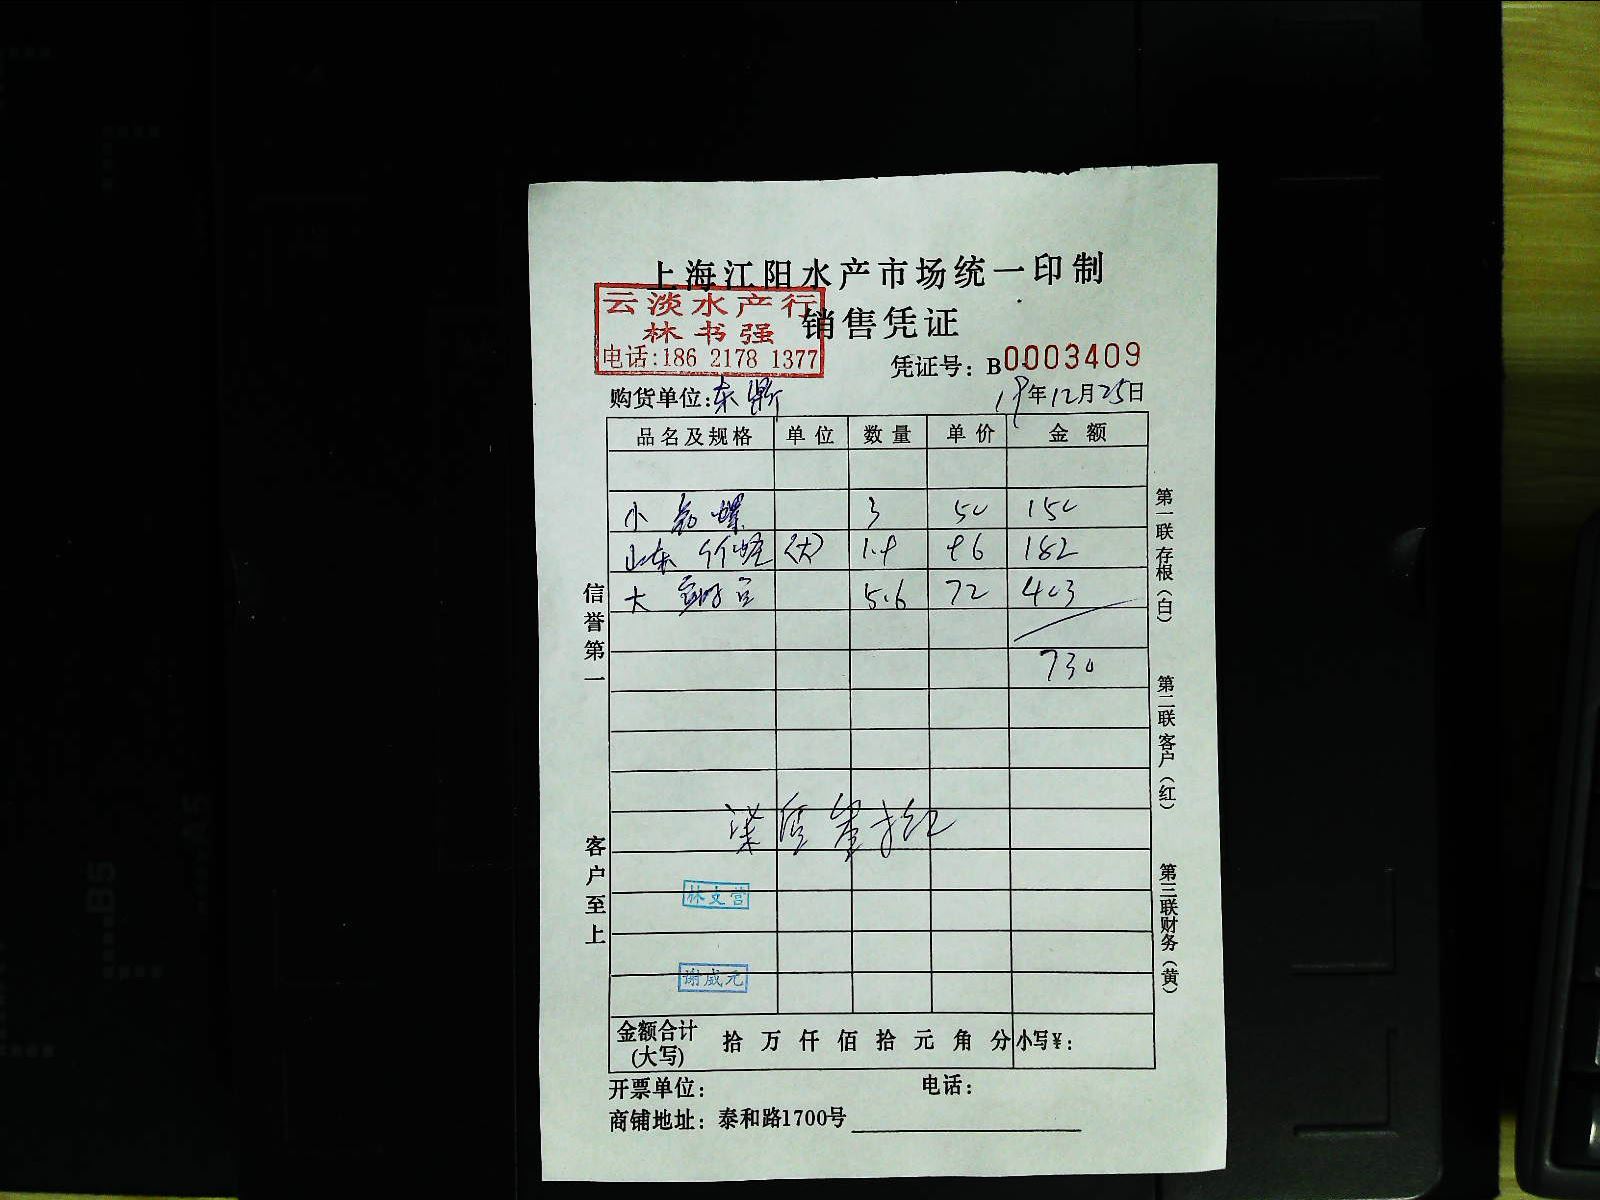 上海江阳水产市场统一印制
云淡水产行
林书强
电话:186 2178 1377
销售凭证
凭证号: B0003409
购货单位:东
19年12月25日
品名及规格 单位 数量 单价 金额
小 螺 3 50 150
山东 (大) 1.9 96 182
大 5.6 72 403
730
林文营
谢威元
金额合计(大写) 拾 万 仟 佰 拾 元 角 分 小写¥:
开票单位: 电话:
商铺地址: 泰和路1700号
信誉第一
客户至上
第一联存根(白)
第二联客户(红)
第三联财务(黄)